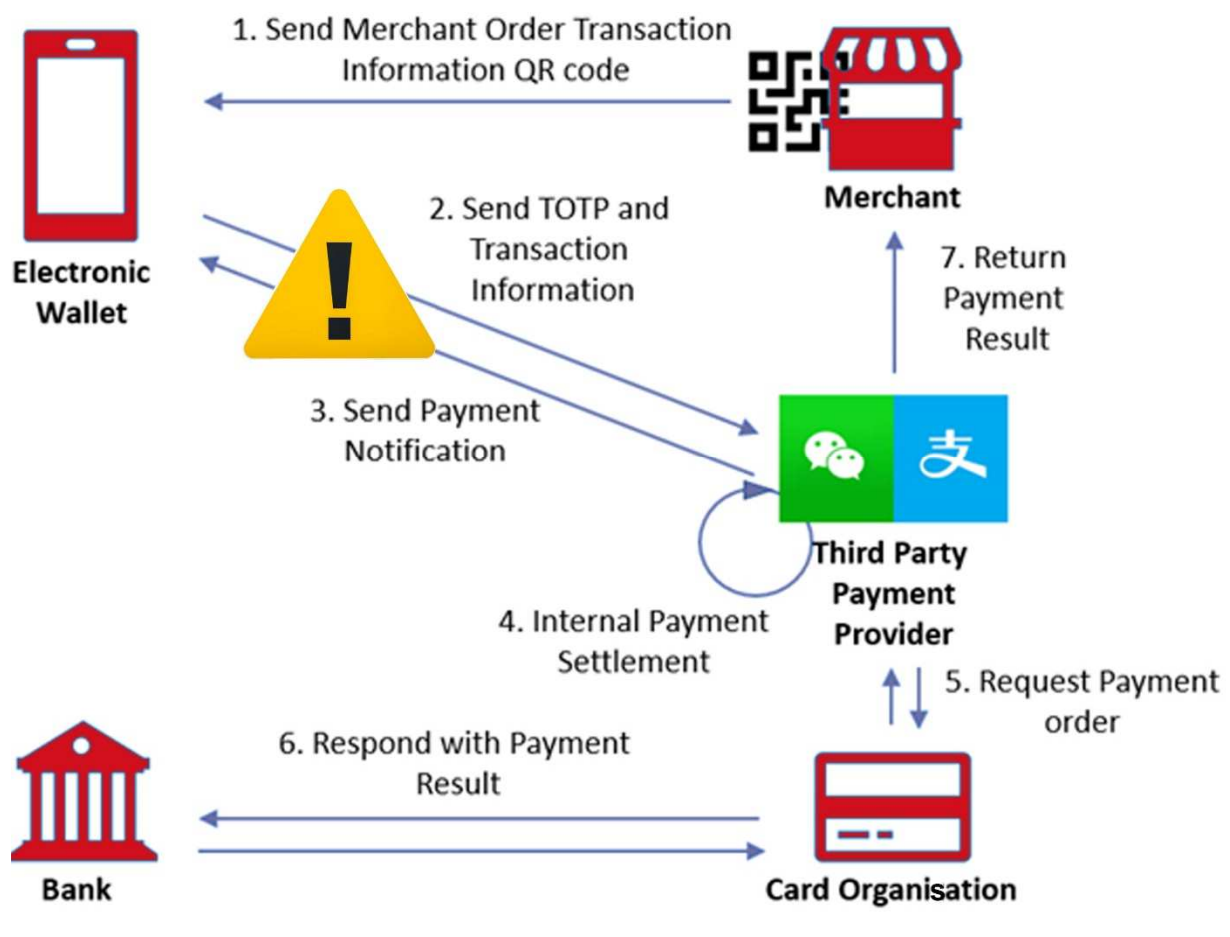 1. Send Merchant Order Transaction
Information QR code
Merchant
Electronic
Wallet
2. Send TOTP and
Transaction
Information
7. Return
Payment
Result
3. Send Payment
Notification
支
Third Party
Payment
Provider
4. Internal Payment
Settlement
5. Request Payment
order
6. Respond with Payment
Result
Bank
Card Organisation